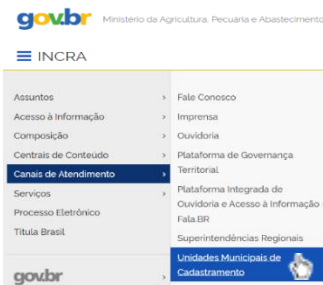 gov.br Ministério da Agricultura, Pecuária e Abastecimento
INCRA
Assuntos
Acesso à Informação
Composição
Centrais de Conteúdo
Canais de Atendimento
Serviços
Processo Eletrônico
Titula Brasil
gov.br
Fale Conosco
Imprensa
Ouvidoria
Plataforma de Governança
Territorial
Plataforma Integrada de
Ouvidoria e Acesso à Informação
Fala.BR
Superintendências Regionais
Unidades Municipais de
Cadastramento